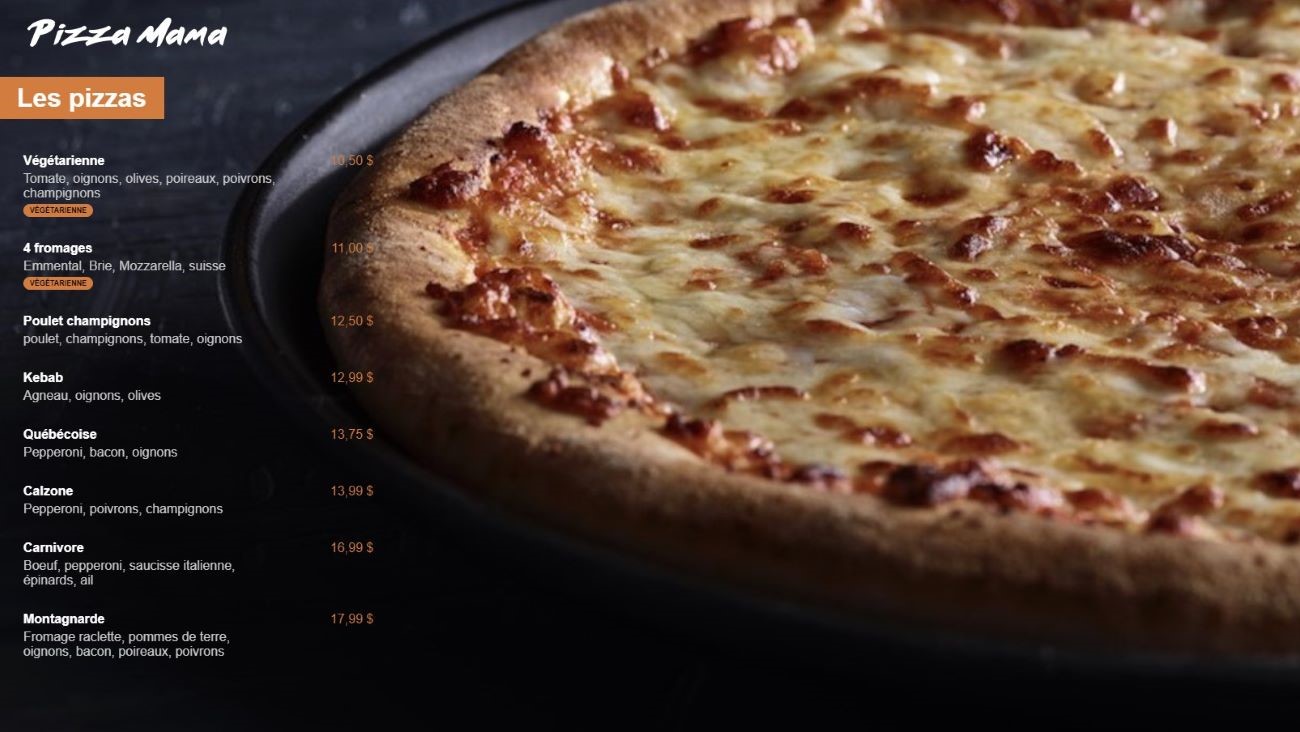 Pizza Mama
Les pizzas
Végétarienne 10,50 $
Tomate, oignons, olives, poireaux, poivrons,
champignons
VÉGÉTARIENNE
4 fromages 11,00 $
Emmental, Brie, Mozzarella, suisse
VÉGÉTARIENNE
Poulet champignons 12,50 $
poulet, champignons, tomate, oignons
Kebab 12,99 $
Agneau, oignons, olives
Québécoise 13,75 $
Pepperoni, bacon, oignons
Calzone 13,99 $
Pepperoni, poivrons, champignons
Carnivore 16,99 $
Boeuf, pepperoni, saucisse italienne,
épinards, ail
Montagnarde 17,99 $
Fromage raclette, pommes de terre,
oignons, bacon, poireaux, poivrons